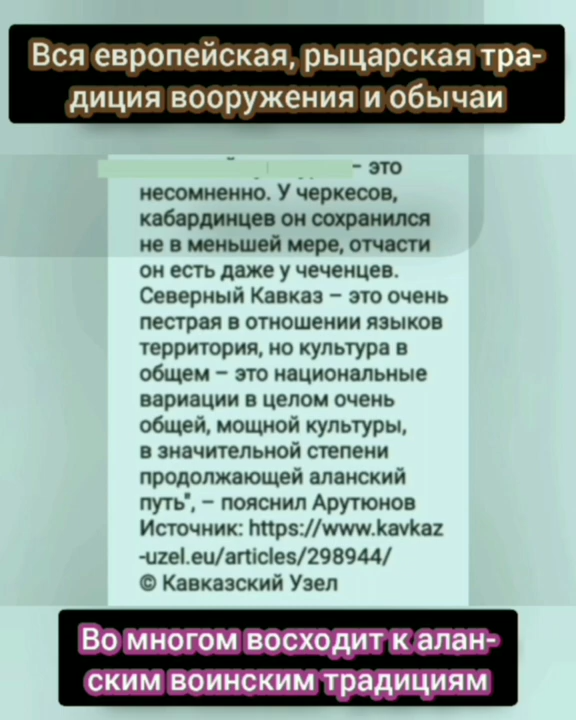 Вся европейская, рыцарская тра-
диция вооружения и обычаи
– это
несомненно. У черкесов,
кабардинцев он сохранился
не в меньшей мере, отчасти
он есть даже у чеченцев.
Северный Кавказ – это очень
пестрая в отношении языков
территория, но культура в
общем – это национальные
вариации в целом очень
общей, мощной культуры,
в значительной степени
продолжающей аланский
путь", – пояснил Арутюнов
Источник: https://www.kavkaz
-uzel.eu/articles/298944/
© Кавказский Узел
Во многом восходит к алан-
ским воинским традициям